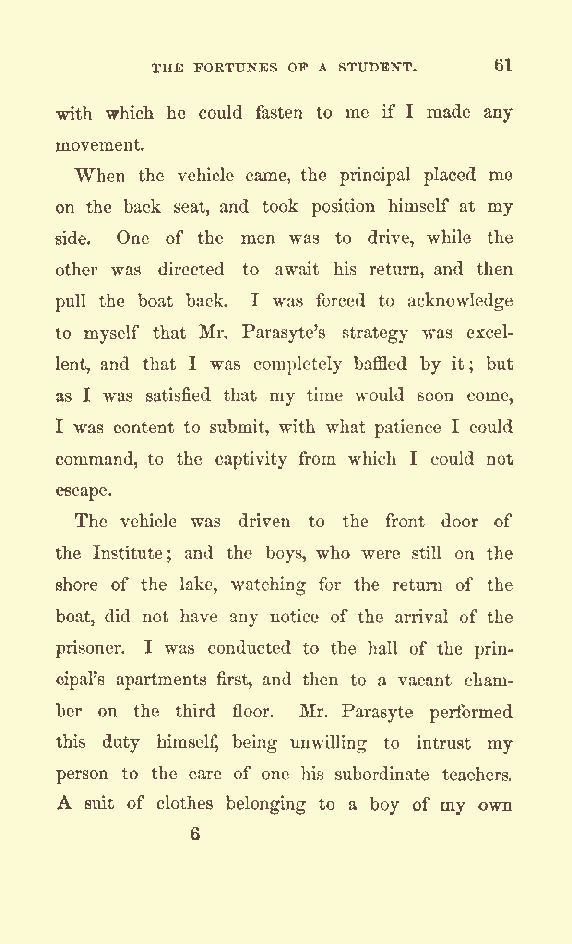 THE FORTUNES OF A STUDENT. 61
with which he could fasten to me if I made any
movement.
When the vehicle came, the principal placed me
on the back seat, and took position himself at my
side. One of the men was to drive, while the
other was directed to await his return, and then
pull the boat back. I was forced to acknowledge
to myself that Mr. Parasyte's strategy was excel-
lent, and that I was completely baffled by it; but
as I was satisfied that my time would soon come,
I was content to submit, with what patience I could
command, to the captivity from which I could not
escape.
The vehicle was driven to the front door of
the Institute; and the boys, who were still on the
shore of the lake, watching for the return of the
boat, did not have any notice of the arrival of the
prisoner. I was conducted to the hall of the prin-
cipal's apartments first, and then to a vacant cham-
ber on the third floor. Mr. Parasyte performed
this duty himself, being unwilling to intrust my
person to the care of one his subordinate teachers.
A suit of clothes belonging to a boy of my own
6